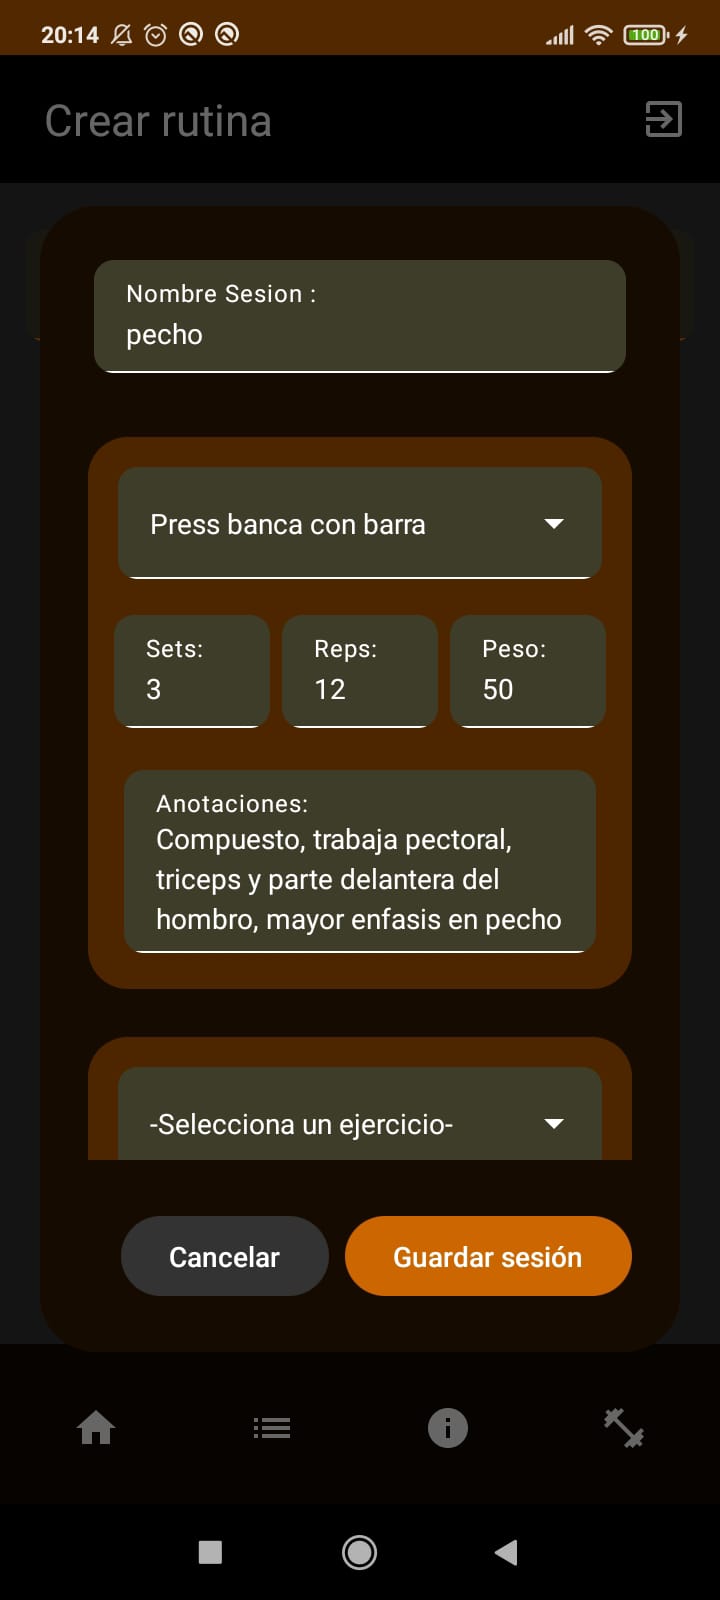 20:14
100
Crear rutina
Nombre Sesion :
pecho
Press banca con barra
Sets:
3
Reps:
12
Peso:
50
Anotaciones:
Compuesto, trabaja pectoral,
triceps y parte delantera del
hombro, mayor enfasis en pecho
-Selecciona un ejercicio-
Cancelar
Guardar sesión